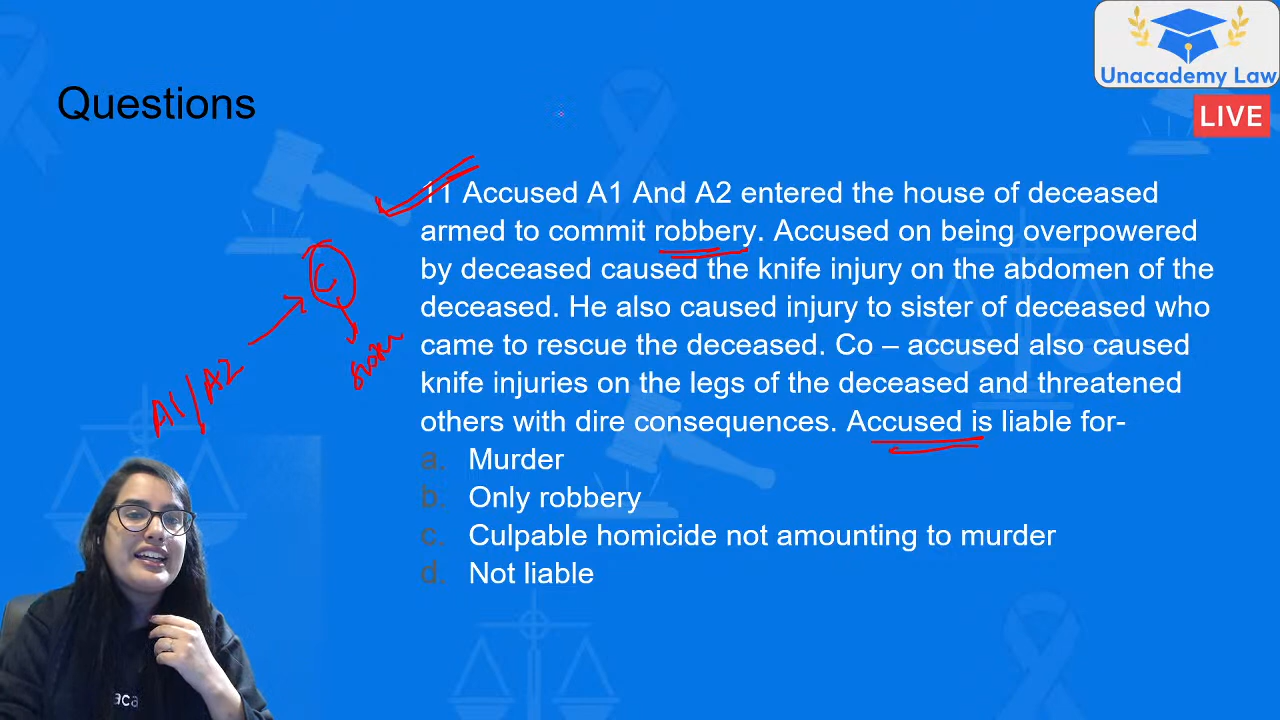 Unacademy Law
LIVE
Questions
11 Accused A1 And A2 entered the house of deceased
armed to commit robbery. Accused on being overpowered
by deceased caused the knife injury on the abdomen of the
deceased. He also caused injury to sister of deceased who
came to rescue the deceased. Co – accused also caused
knife injuries on the legs of the deceased and threatened
others with dire consequences. Accused is liable for-
a. Murder
b. Only robbery
c. Culpable homicide not amounting to murder
d. Not liable
C
A1/A2
aca